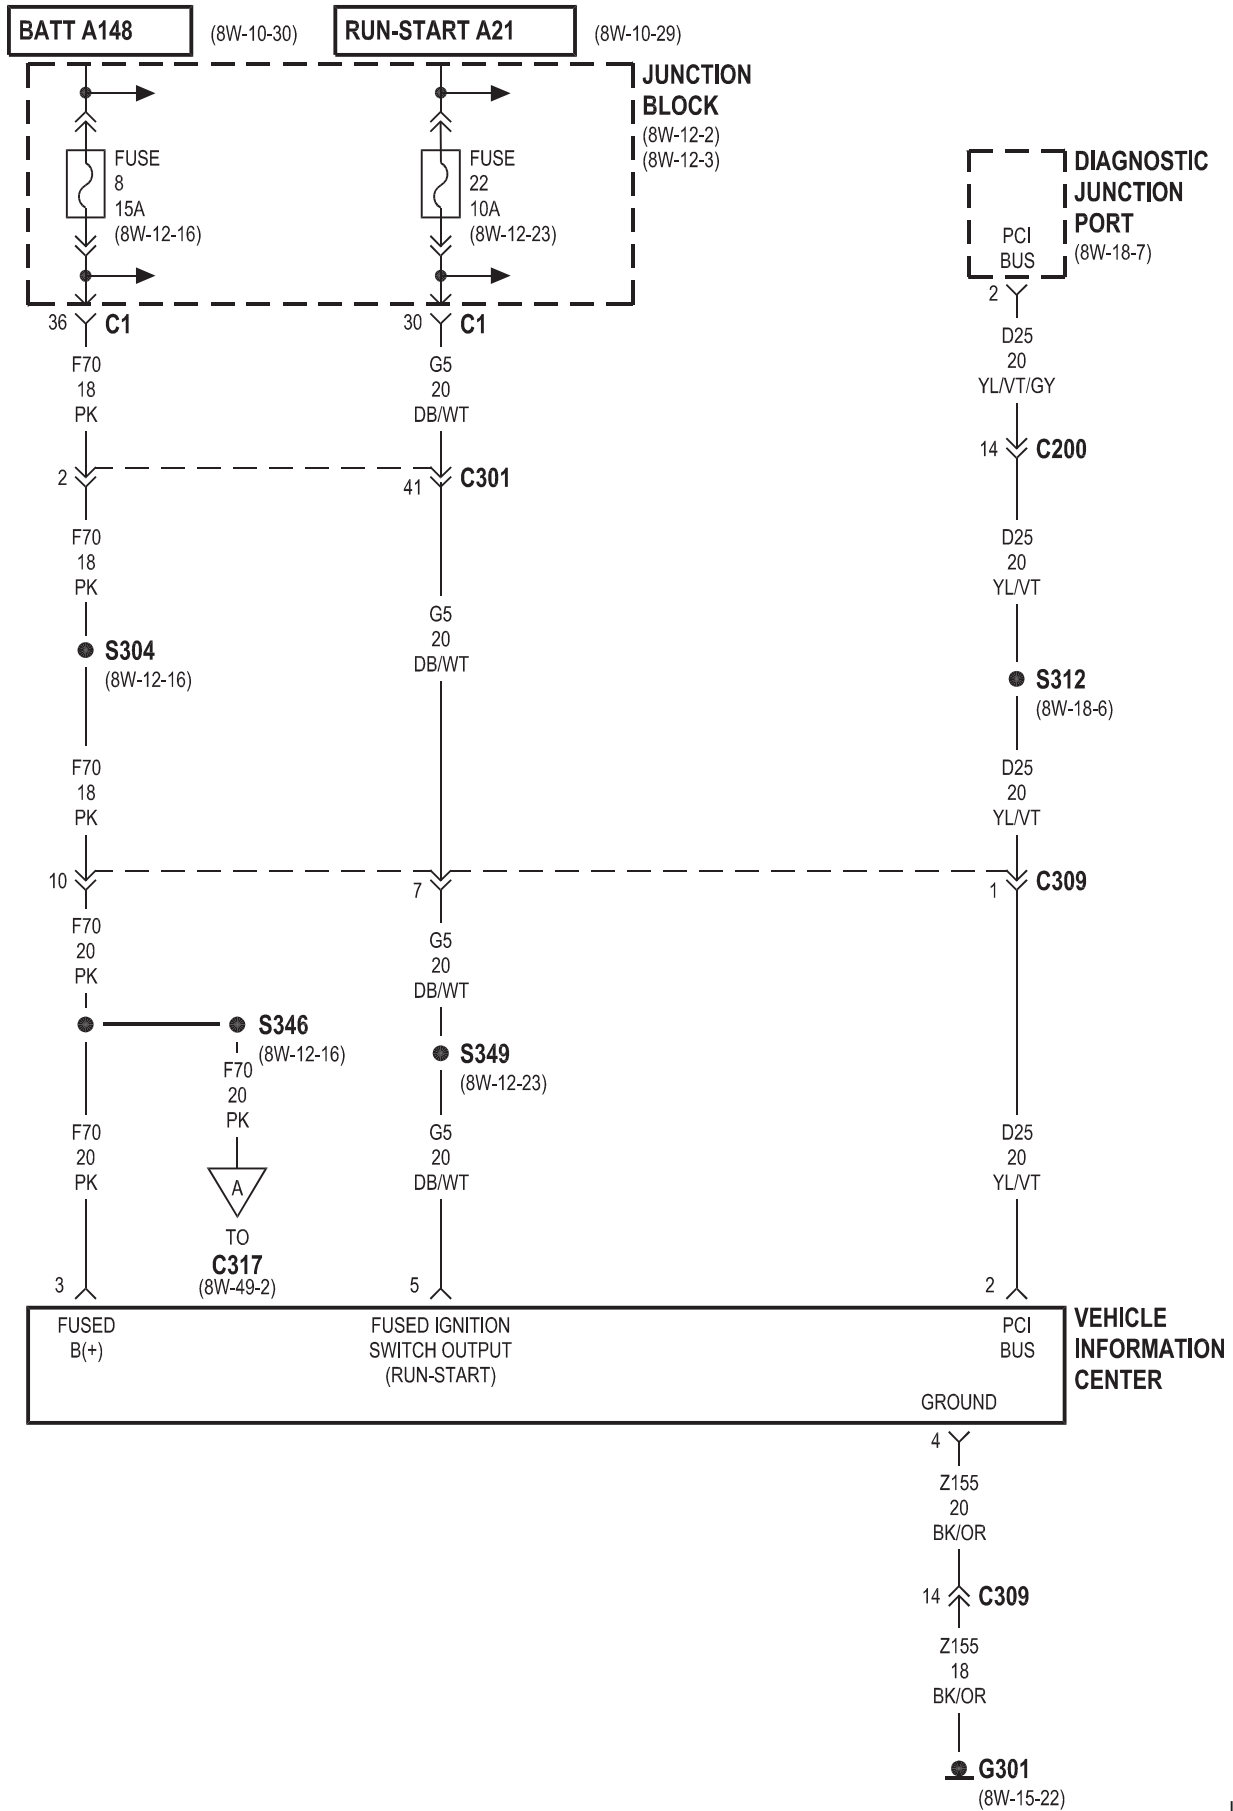 BATT A148
(8W-10-30)
RUN-START A21
(8W-10-29)
JUNCTION
BLOCK
(8W-12-2)
(8W-12-3)
FUSE
8
15A
(8W-12-16)
FUSE
22
10A
(8W-12-23)
DIAGNOSTIC
JUNCTION
PORT
(8W-18-7)
PCI
BUS
36
C1
30
C1
2
F70
18
PK
G5
20
DB/WT
D25
20
YL/VT/GY
2
41
C301
14
C200
F70
18
PK
D25
20
YL/VT
G5
20
DB/WT
S304
(8W-12-16)
S312
(8W-18-6)
F70
18
PK
D25
20
YL/VT
10
7
1
C309
F70
20
PK
G5
20
DB/WT
S346
(8W-12-16)
S349
(8W-12-23)
F70
20
PK
F70
20
PK
G5
20
DB/WT
D25
20
YL/VT
A
TO
C317
(8W-49-2)
3
5
2
FUSED
B(+)
FUSED IGNITION
SWITCH OUTPUT
(RUN-START)
PCI
BUS
VEHICLE
INFORMATION
CENTER
GROUND
4
Z155
20
BK/OR
14
C309
Z155
18
BK/OR
G301
(8W-15-22)